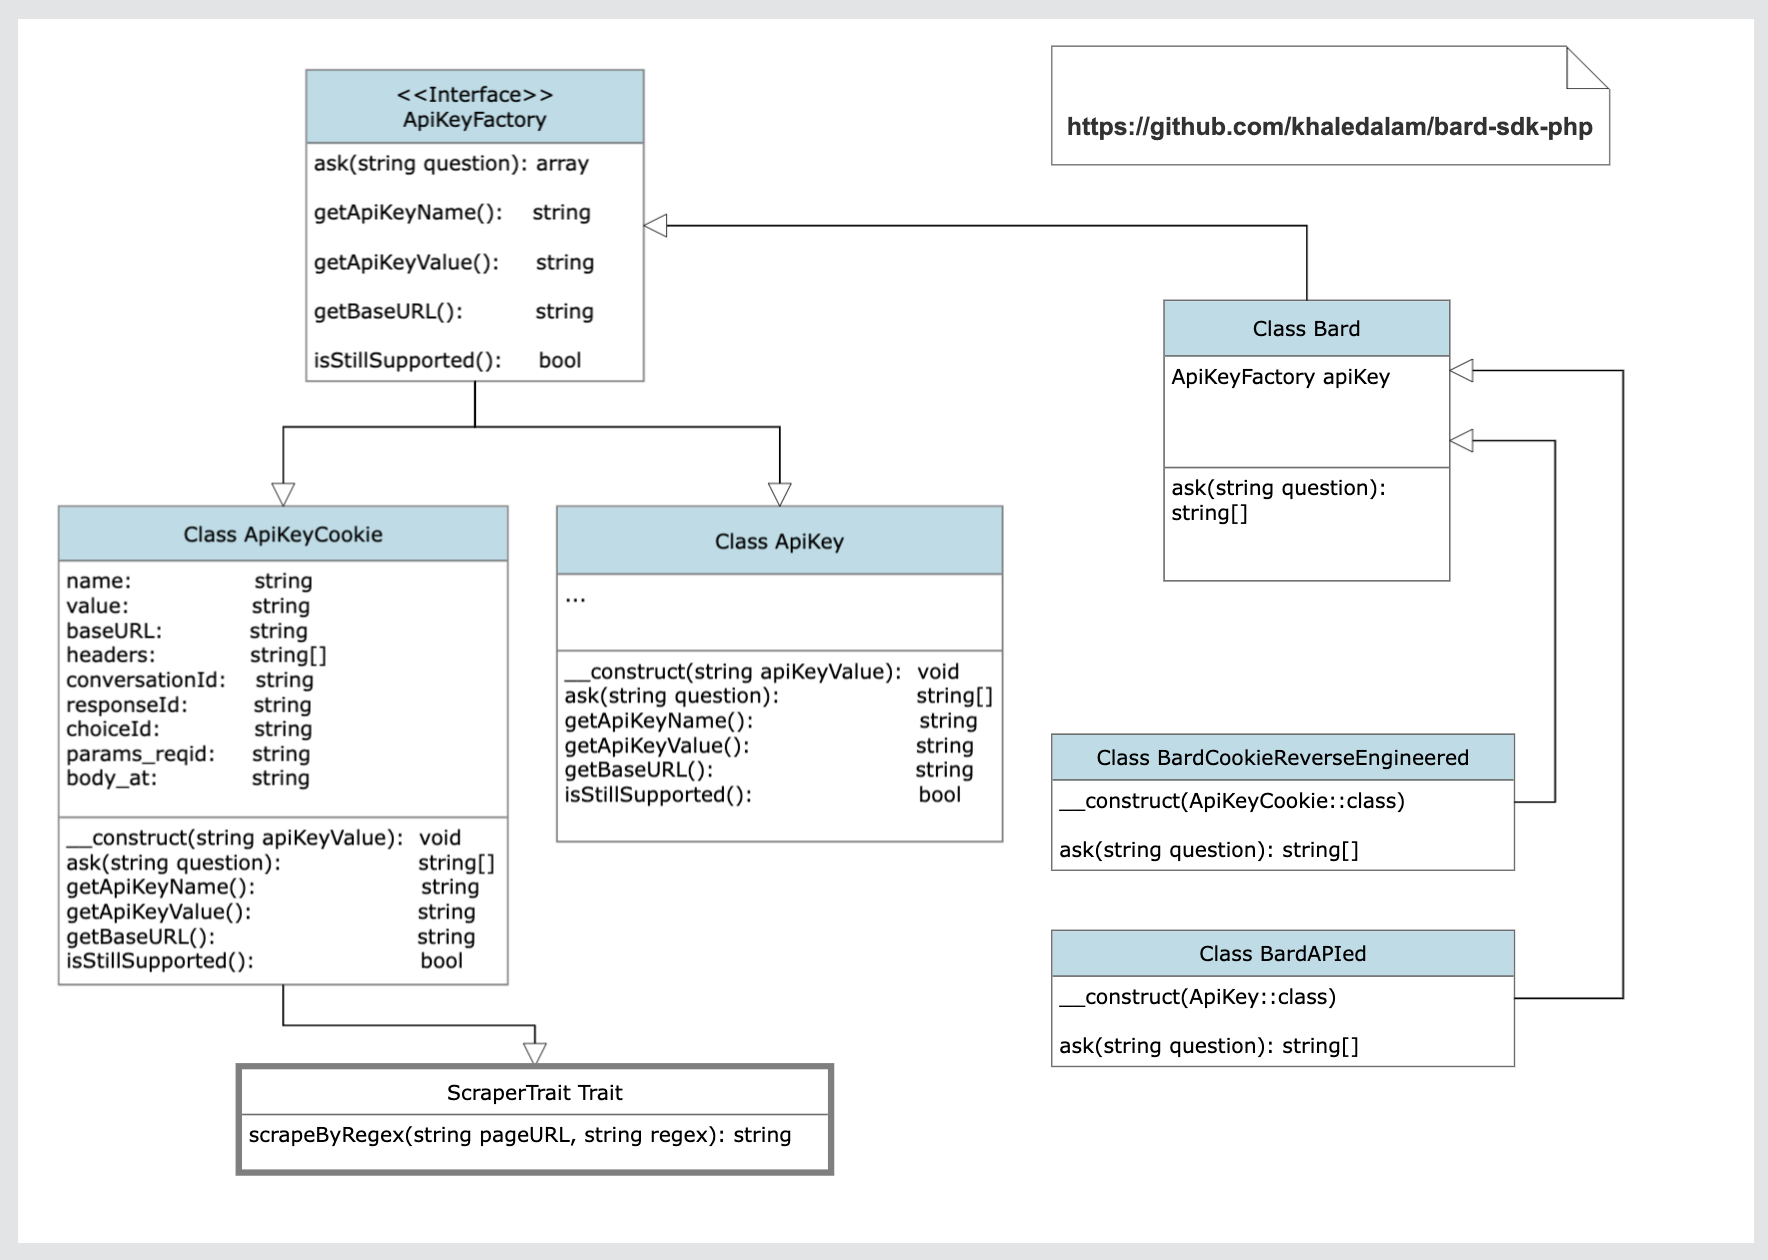 <<Interface>>
ApiKeyFactory
ask(string question): array
getApiKeyName(): string
getApiKeyValue(): string
getBaseURL(): string
isStillSupported(): bool
https://github.com/khaledalam/bard-sdk-php
Class Bard
ApiKeyFactory apiKey
ask(string question):
string[]
Class ApiKeyCookie
name: string
value: string
baseURL: string
headers: string[]
conversationId: string
responseId: string
choiceId: string
params_reqid: string
body_at: string
__construct(string apiKeyValue): void
ask(string question): string[]
getApiKeyName(): string
getApiKeyValue(): string
getBaseURL(): string
isStillSupported(): bool
Class ApiKey
...
__construct(string apiKeyValue): void
ask(string question): string[]
getApiKeyName(): string
getApiKeyValue(): string
getBaseURL(): string
isStillSupported(): bool
Class BardCookieReverseEngineered
__construct(ApiKeyCookie::class)
ask(string question): string[]
Class BardAPIed
__construct(ApiKey::class)
ask(string question): string[]
ScraperTrait Trait
scrapeByRegex(string pageURL, string regex): string